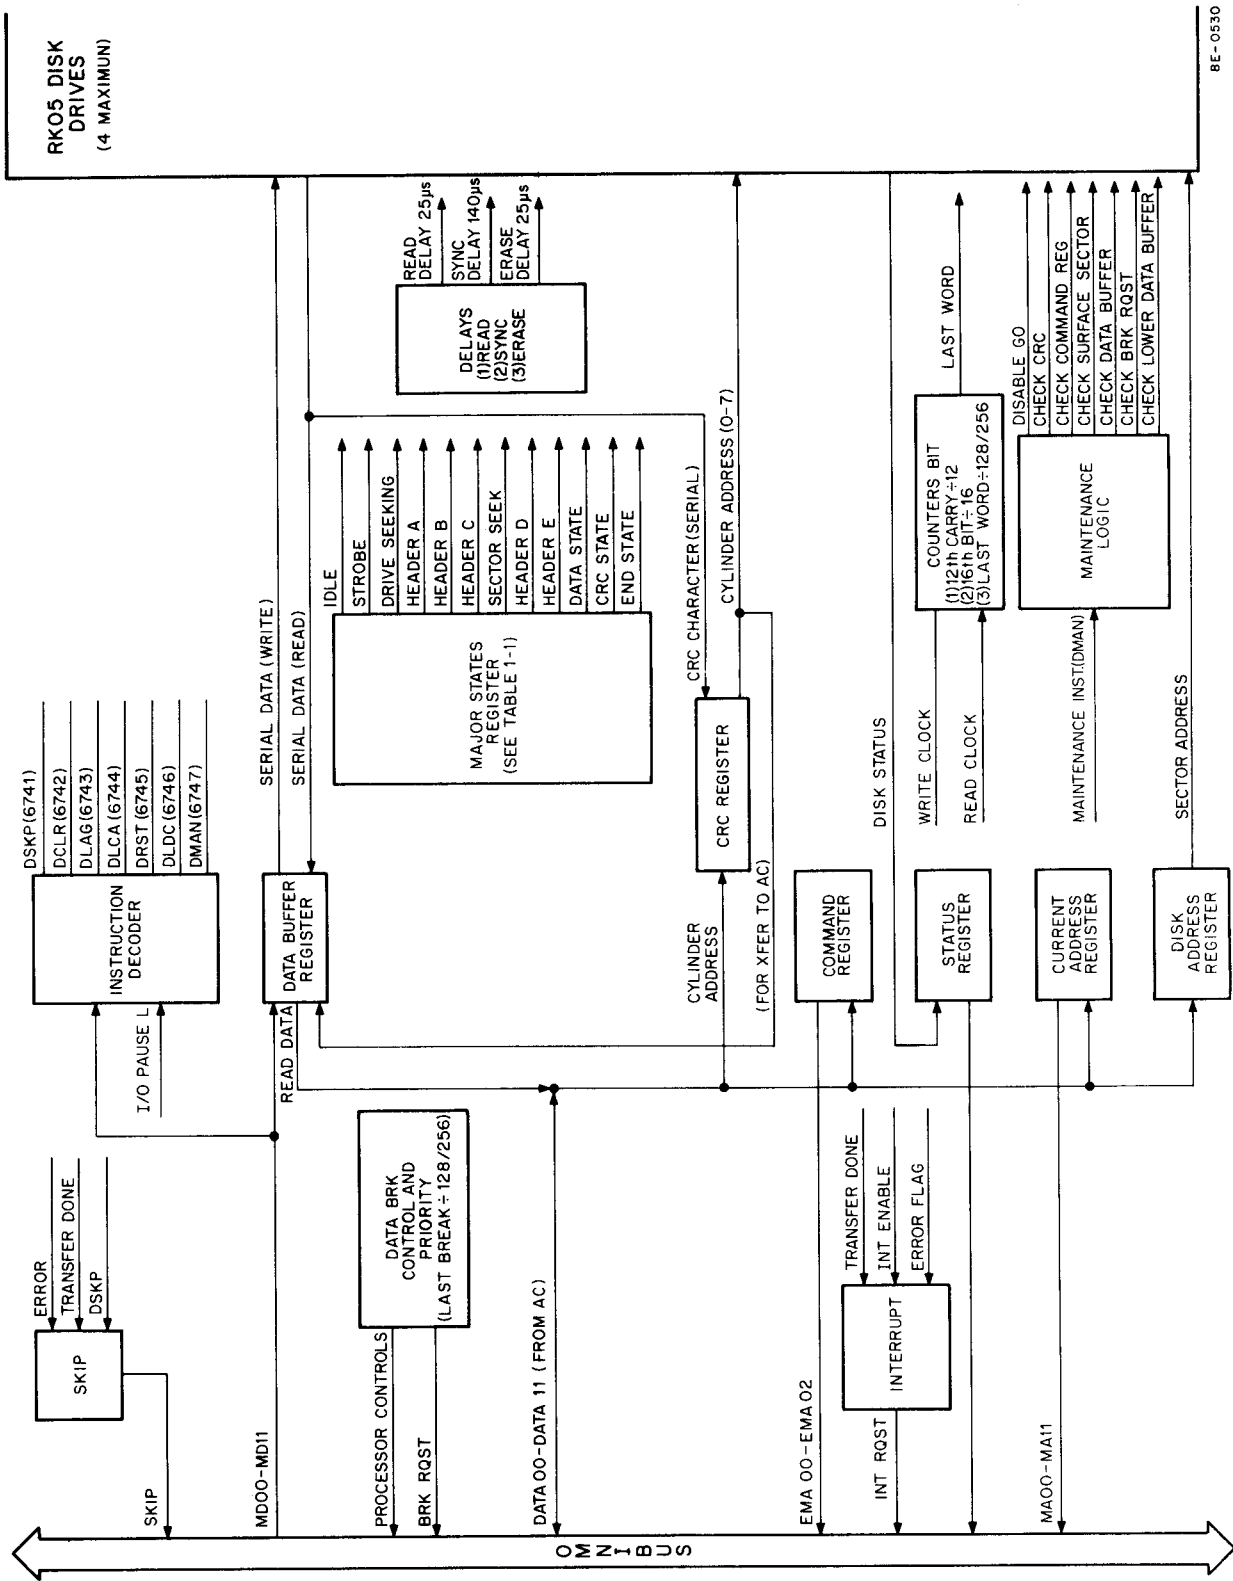 OMNIBUS
SKIP
ERROR
TRANSFER DONE
DSKP
SKIP
MD00-MD11
I/O PAUSE L
INSTRUCTION
DECODER
DSKP(6741)
DCLR(6742)
DLAG(6743)
DLCA(6744)
DRST(6745)
DLDC(6746)
DMAN(6747)
READ DATA
DATA BUFFER
REGISTER
SERIAL DATA (WRITE)
SERIAL DATA (READ)
RK05 DISK
DRIVES
(4 MAXIMUN)
PROCESSOR CONTROLS
BRK RQST
DATA BRK
CONTROL AND
PRIORITY
(LAST BREAK ÷ 128/256)
MAJOR STATES
REGISTER
(SEE TABLE 1-1)
IDLE
STROBE
DRIVE SEEKING
HEADER A
HEADER B
HEADER C
SECTOR SEEK
HEADER D
HEADER E
DATA STATE
CRC STATE
END STATE
DELAYS
(1)READ
(2)SYNC
(3)ERASE
READ
DELAY 25μs
SYNC
DELAY 140μs
ERASE
DELAY 25μs
DATA 00-DATA 11 (FROM AC)
CYLINDER
ADDRESS
CRC REGISTER
CRC CHARACTER (SERIAL)
CYLINDER ADDRESS (0-7)
(FOR XFER TO AC)
EMA 00-EMA 02
COMMAND
REGISTER
DISK STATUS
INT RQST
INTERRUPT
TRANSFER DONE
INT ENABLE
ERROR FLAG
STATUS
REGISTER
WRITE CLOCK
READ CLOCK
COUNTERS BIT
(1)12th CARRY ÷ 12
(2)16th BIT ÷ 16
(3)LAST WORD ÷ 128/256
LAST WORD
MA00-MA11
CURRENT
ADDRESS
REGISTER
MAINTENANCE INST.(DMAN)
MAINTENANCE
LOGIC
DISABLE GO
CHECK CRC
CHECK COMMAND REG
CHECK SURFACE SECTOR
CHECK DATA BUFFER
CHECK BRK RQST
CHECK LOWER DATA BUFFER
DISK
ADDRESS
REGISTER
SECTOR ADDRESS
8E-0530